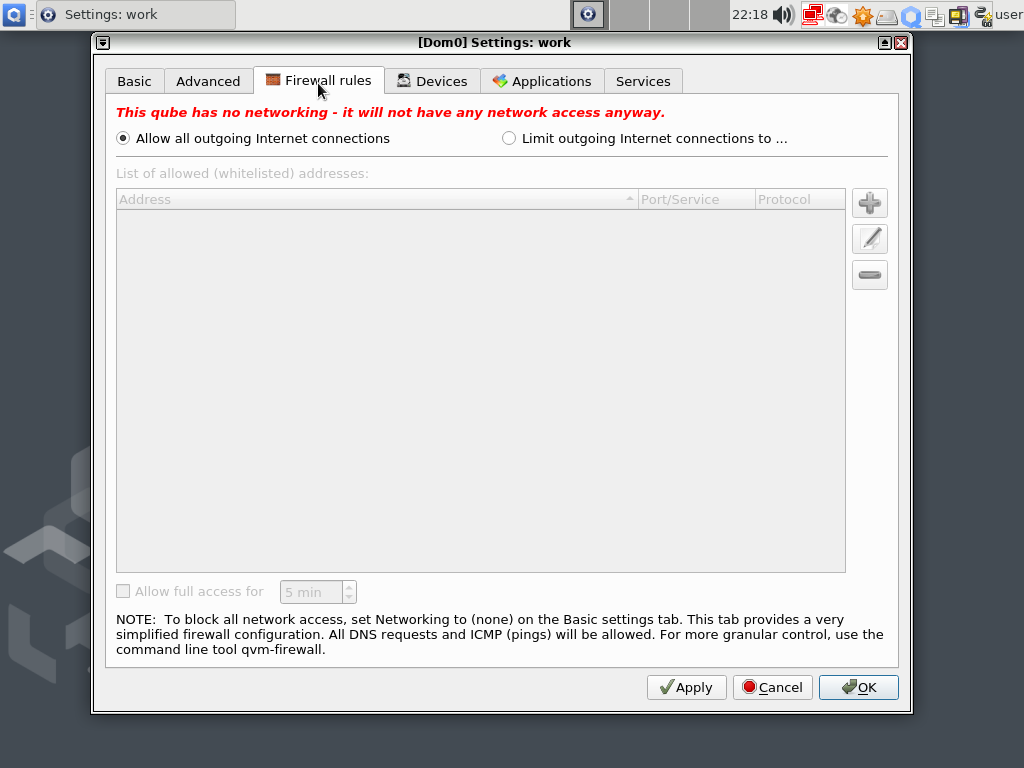 Settings: work
22:18
user
[Dom0] Settings: work
Basic Advanced Firewall rules Devices Applications Services
This qube has no networking - it will not have any network access anyway.
Allow all outgoing Internet connections Limit outgoing Internet connections to ...
List of allowed (whitelisted) addresses:
Address Port/Service Protocol
Allow full access for 5 min
NOTE:  To block all network access, set Networking to (none) on the Basic settings tab. This tab provides a very
simplified firewall configuration. All DNS requests and ICMP (pings) will be allowed. For more granular control, use the
command line tool qvm-firewall.
Apply Cancel OK